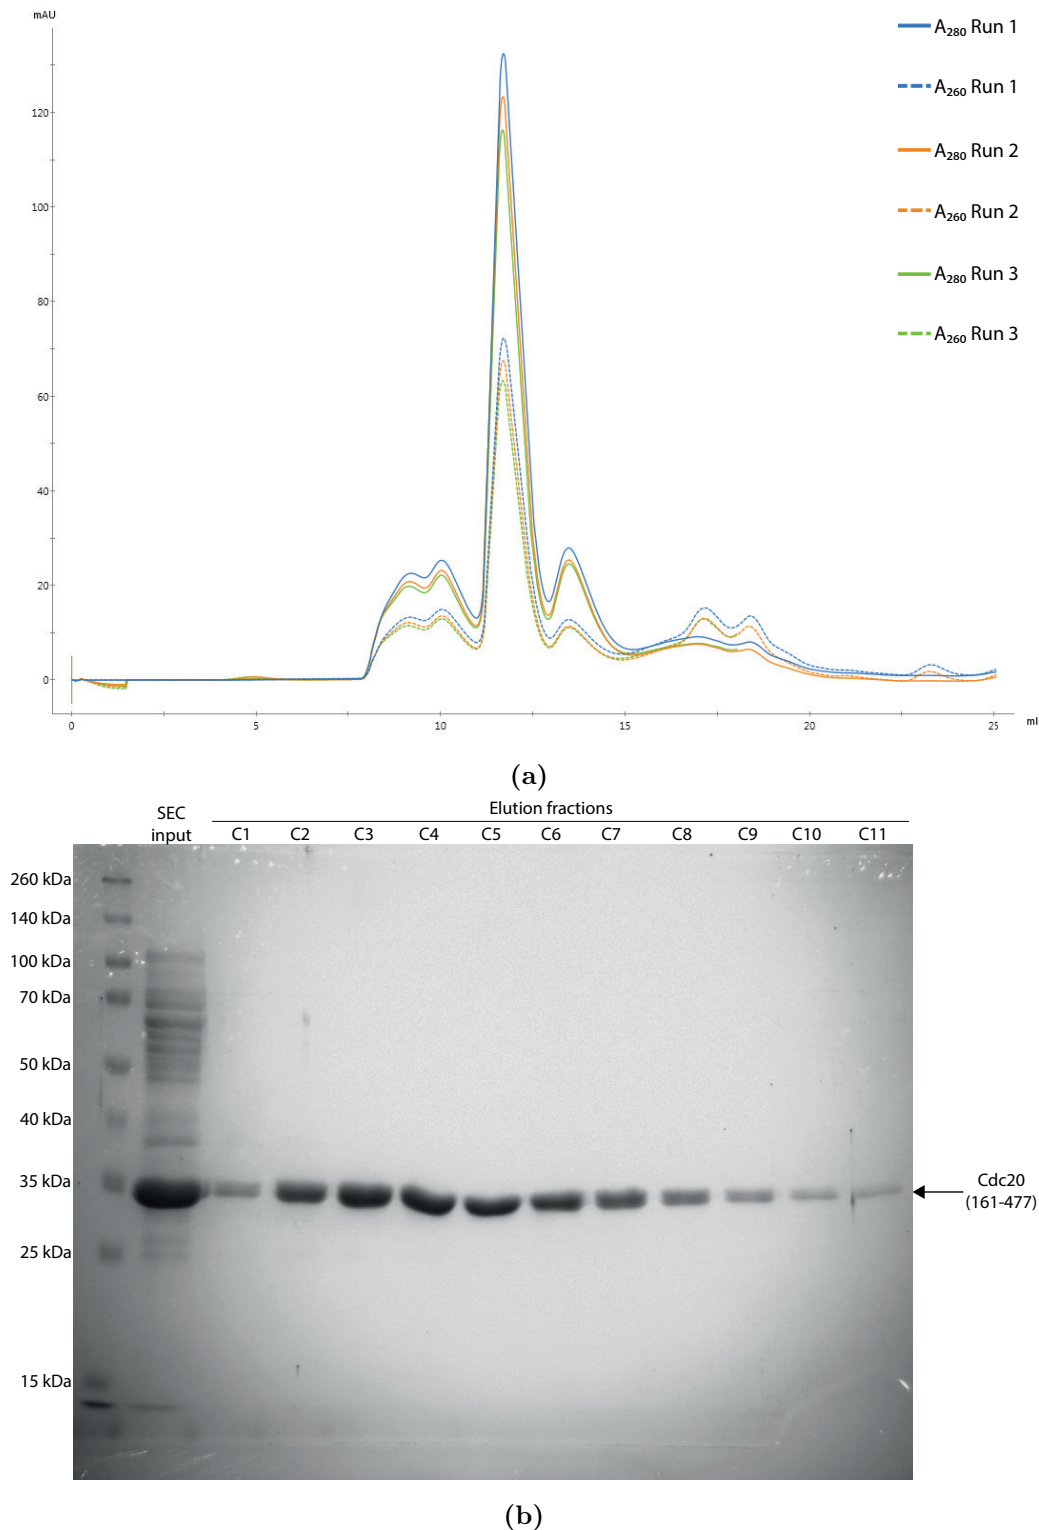 mAU
A₂₈₀ Run 1
A₂₆₀ Run 1
A₂₈₀ Run 2
A₂₆₀ Run 2
A₂₈₀ Run 3
A₂₆₀ Run 3
120
100
80
60
40
20
0
0 5 10 15 20 25 ml
(a)
SEC input
Elution fractions
C1 C2 C3 C4 C5 C6 C7 C8 C9 C10 C11
260 kDa
140 kDa
100 kDa
70 kDa
50 kDa
40 kDa
35 kDa
25 kDa
15 kDa
Cdc20
(161-477)
(b)